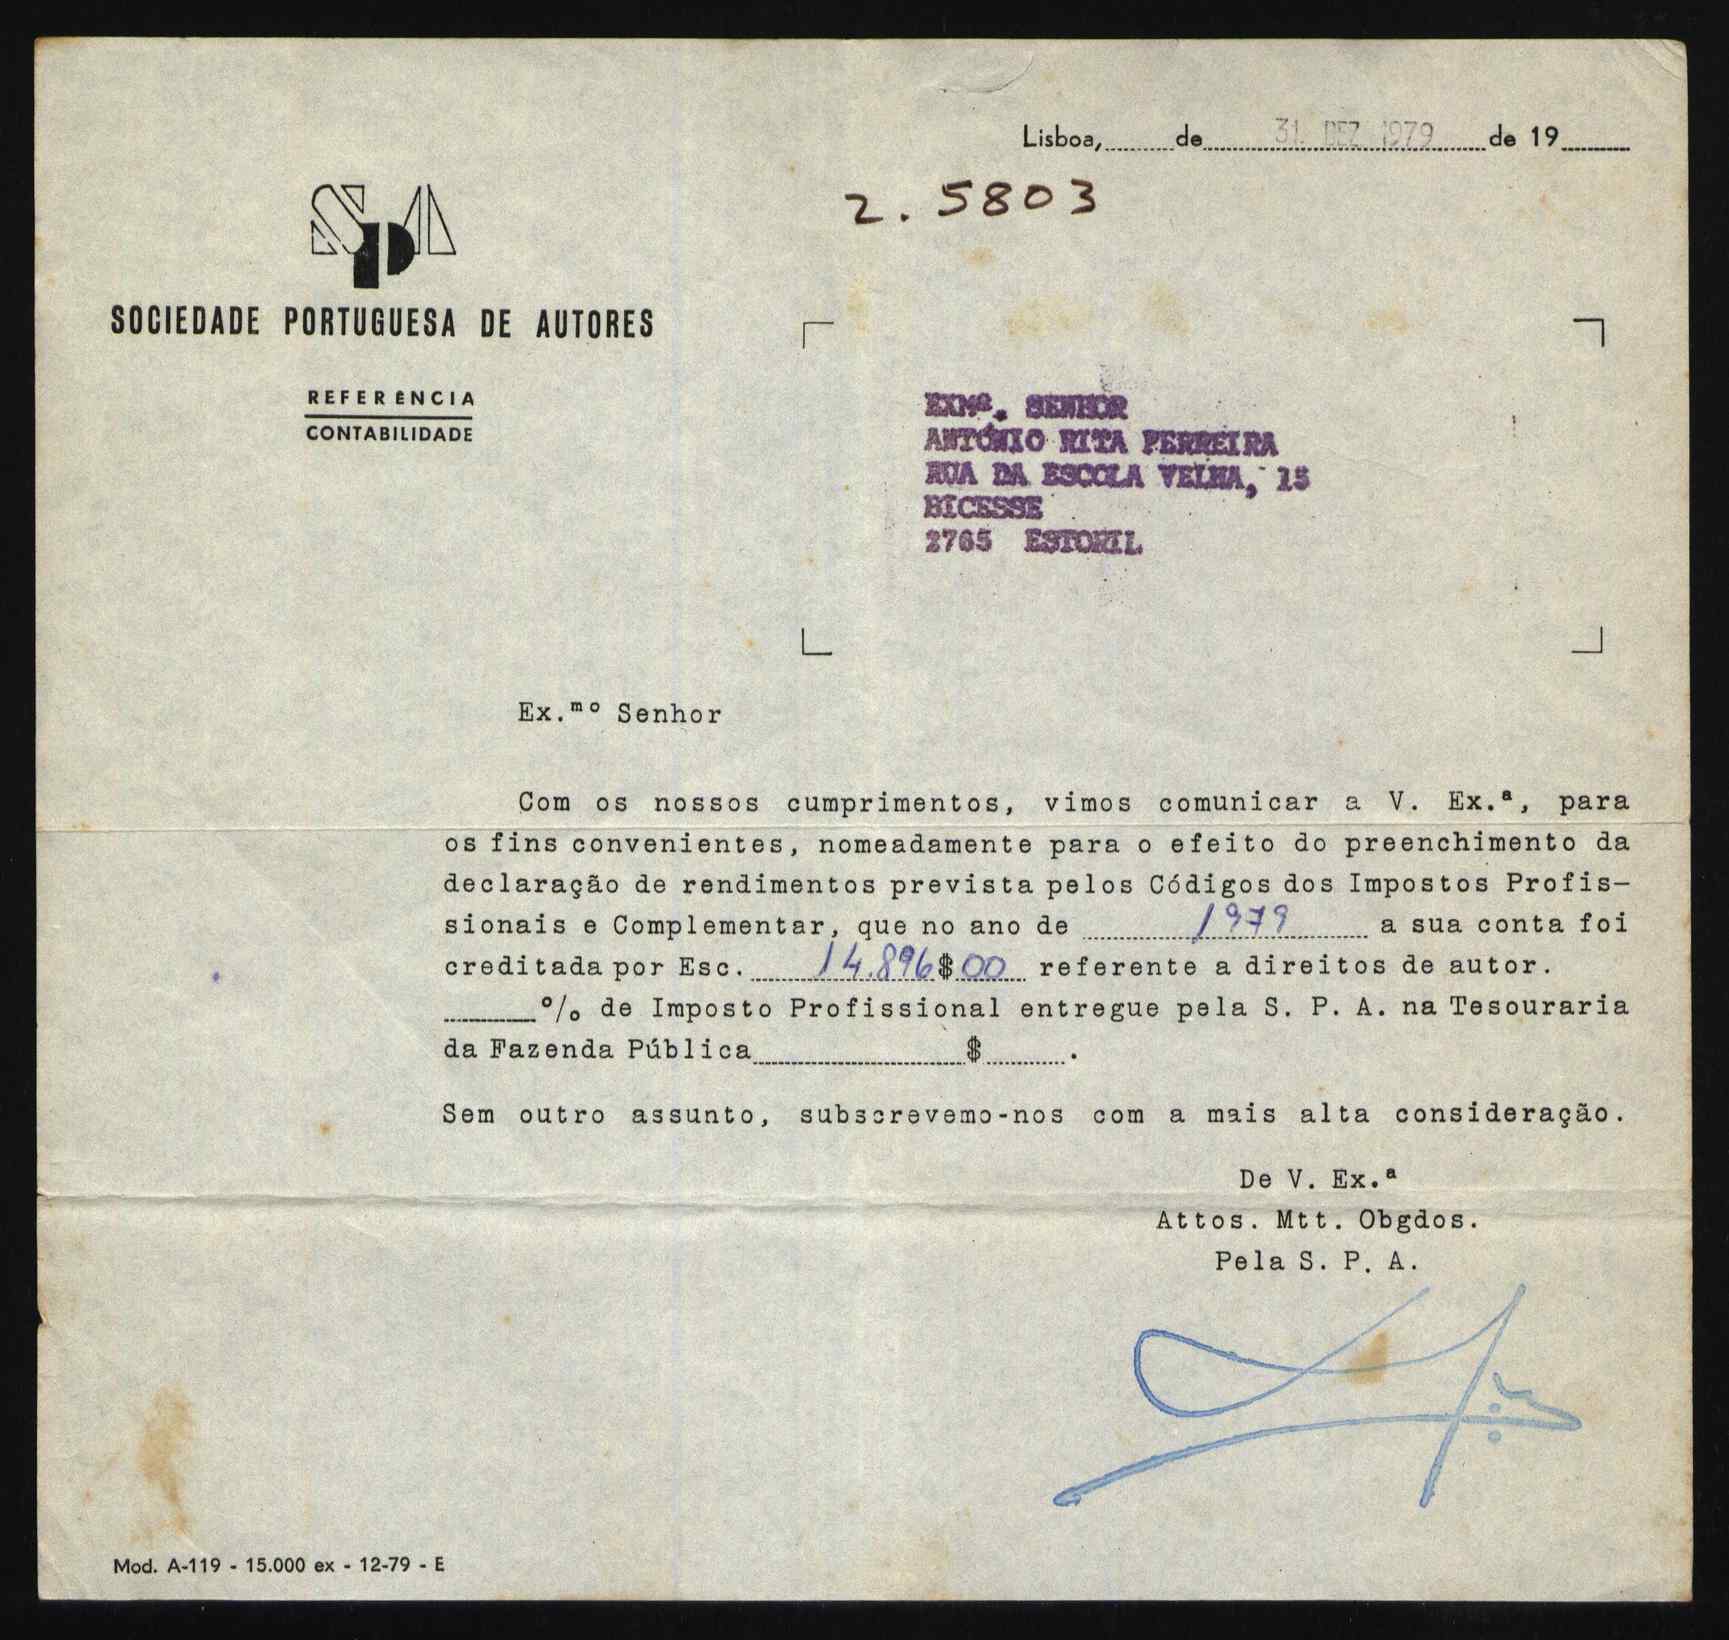 Lisboa, de 31. DEZ 1979 de 19
2.5803
SPA
SOCIEDADE PORTUGUESA DE AUTORES
REFERÊNCIA
CONTABILIDADE
EXMº. SENHOR
ANTÓNIO RITA FERREIRA
RUA DA ESCOLA VELHA, 15
BICESSE
2765 ESTORIL
Ex.ᵐᵒ Senhor
Com os nossos cumprimentos, vimos comunicar a V. Ex.ª, para
os fins convenientes, nomeadamente para o efeito do preenchimento da
declaração de rendimentos prevista pelos Códigos dos Impostos Profis-
sionais e Complementar, que no ano de 1979 a sua conta foi
creditada por Esc. 14.896$00 referente a direitos de autor.
% de Imposto Profissional entregue pela S. P. A. na Tesouraria
da Fazenda Pública $ .
Sem outro assunto, subscrevemo-nos com a mais alta consideração.
De V. Ex.ª
Attos. Mtt. Obgdos.
Pela S. P. A.
Mod. A-119 - 15.000 ex - 12-79 - E